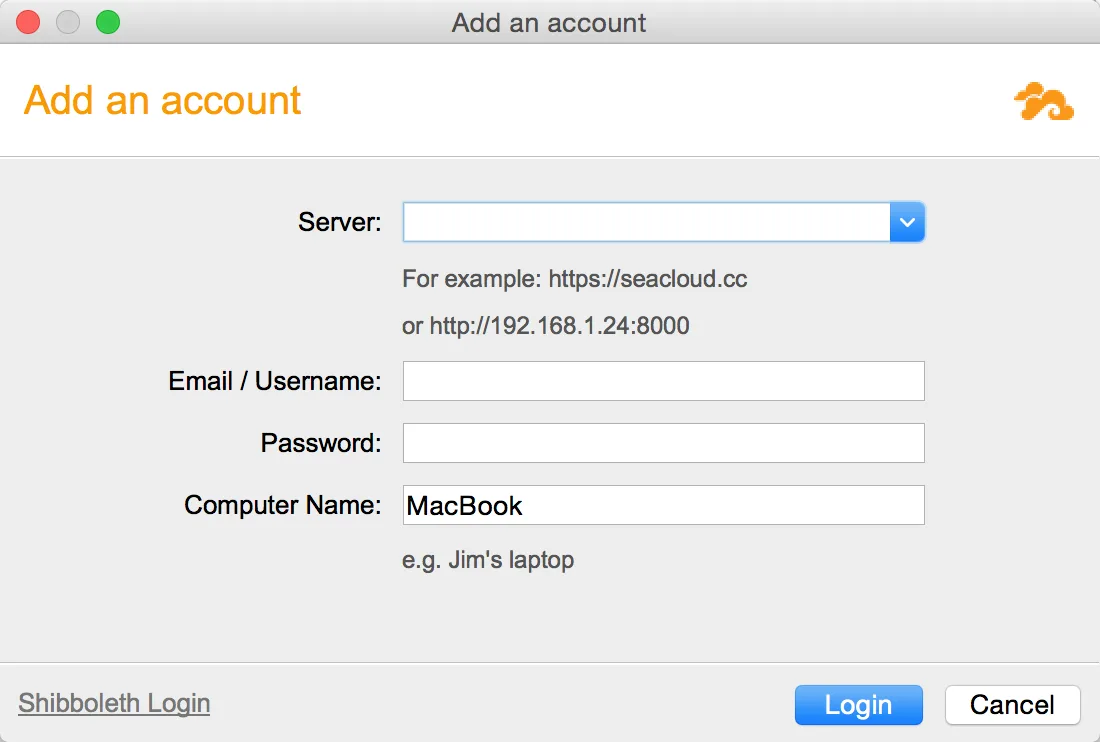 Add an account
Add an account
Server:
For example: https://seacloud.cc
or http://192.168.1.24:8000
Email / Username:
Password:
Computer Name: MacBook
e.g. Jim's laptop
Shibboleth Login Login Cancel